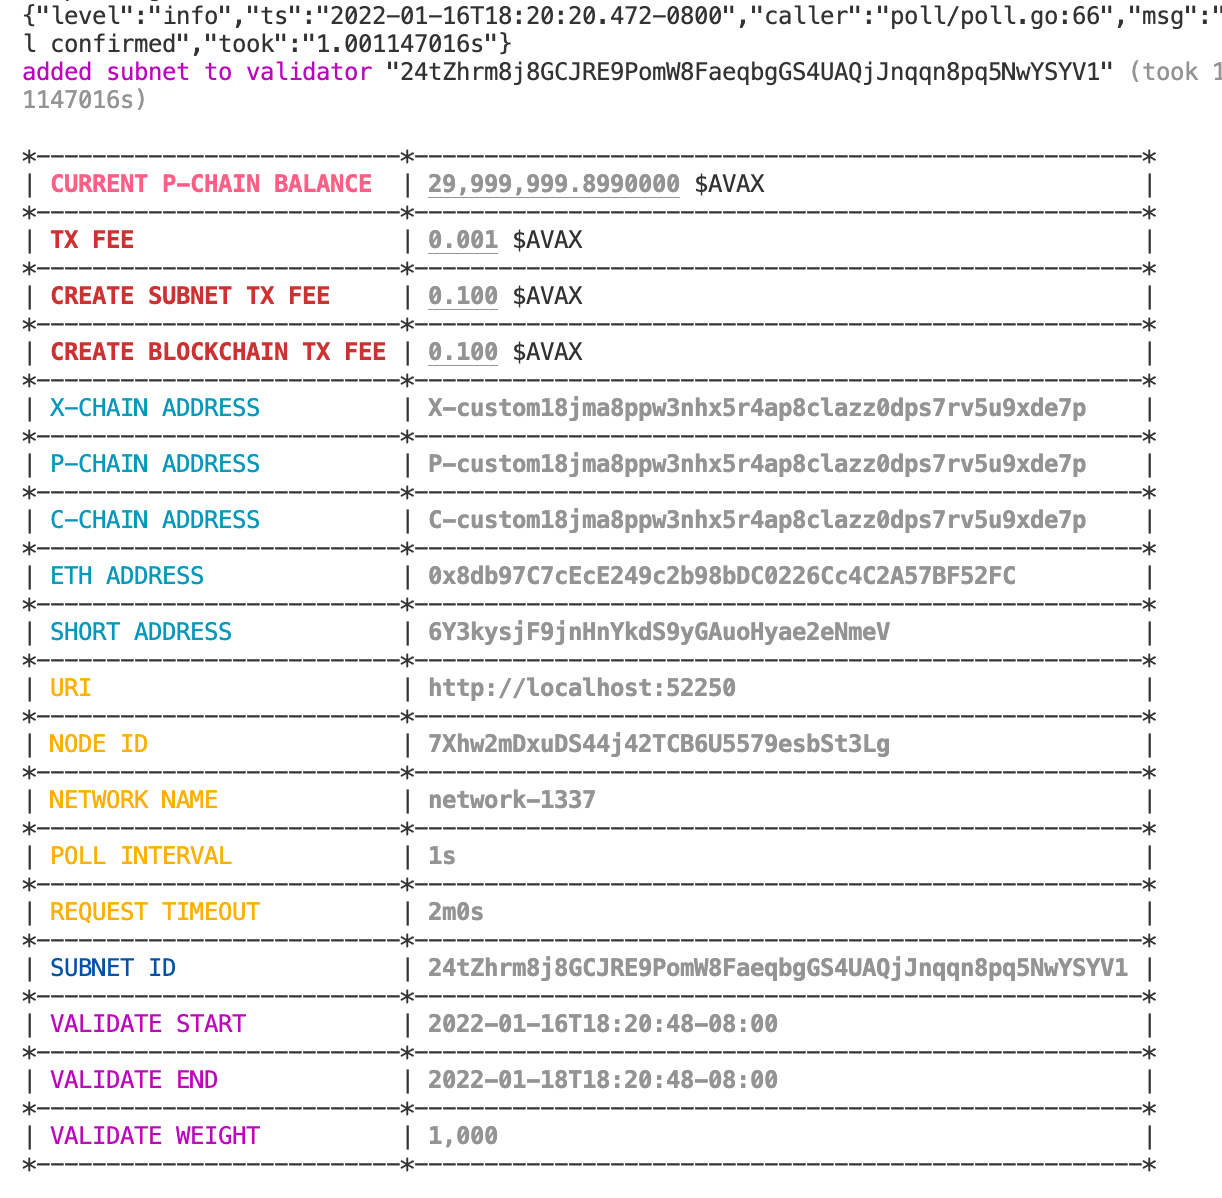 {"level":"info","ts":"2022-01-16T18:20:20.472-0800","caller":"poll/poll.go:66","msg":"
l confirmed","took":"1.001147016s"}
added subnet to validator "24tZhrm8j8GCJRE9PomW8FaeqbgGS4UAQjJnqqn8pq5NwYSYV1" (took 1
1147016s)
*--------------------------*----------------------------------------------------*
| CURRENT P-CHAIN BALANCE | 29,999,999.8990000 $AVAX |
*--------------------------*----------------------------------------------------*
| TX FEE | 0.001 $AVAX |
*--------------------------*----------------------------------------------------*
| CREATE SUBNET TX FEE | 0.100 $AVAX |
*--------------------------*----------------------------------------------------*
| CREATE BLOCKCHAIN TX FEE | 0.100 $AVAX |
*--------------------------*----------------------------------------------------*
| X-CHAIN ADDRESS | X-custom18jma8ppw3nhx5r4ap8clazz0dps7rv5u9xde7p |
*--------------------------*----------------------------------------------------*
| P-CHAIN ADDRESS | P-custom18jma8ppw3nhx5r4ap8clazz0dps7rv5u9xde7p |
*--------------------------*----------------------------------------------------*
| C-CHAIN ADDRESS | C-custom18jma8ppw3nhx5r4ap8clazz0dps7rv5u9xde7p |
*--------------------------*----------------------------------------------------*
| ETH ADDRESS | 0x8db97C7cEcE249c2b98bDC0226Cc4C2A57BF52FC |
*--------------------------*----------------------------------------------------*
| SHORT ADDRESS | 6Y3kysjF9jnHnYkdS9yGAuoHyae2eNmeV |
*--------------------------*----------------------------------------------------*
| URI | http://localhost:52250 |
*--------------------------*----------------------------------------------------*
| NODE ID | 7Xhw2mDxuDS44j42TCB6U5579esbSt3Lg |
*--------------------------*----------------------------------------------------*
| NETWORK NAME | network-1337 |
*--------------------------*----------------------------------------------------*
| POLL INTERVAL | 1s |
*--------------------------*----------------------------------------------------*
| REQUEST TIMEOUT | 2m0s |
*--------------------------*----------------------------------------------------*
| SUBNET ID | 24tZhrm8j8GCJRE9PomW8FaeqbgGS4UAQjJnqqn8pq5NwYSYV1 |
*--------------------------*----------------------------------------------------*
| VALIDATE START | 2022-01-16T18:20:48-08:00 |
*--------------------------*----------------------------------------------------*
| VALIDATE END | 2022-01-18T18:20:48-08:00 |
*--------------------------*----------------------------------------------------*
| VALIDATE WEIGHT | 1,000 |
*--------------------------*----------------------------------------------------*